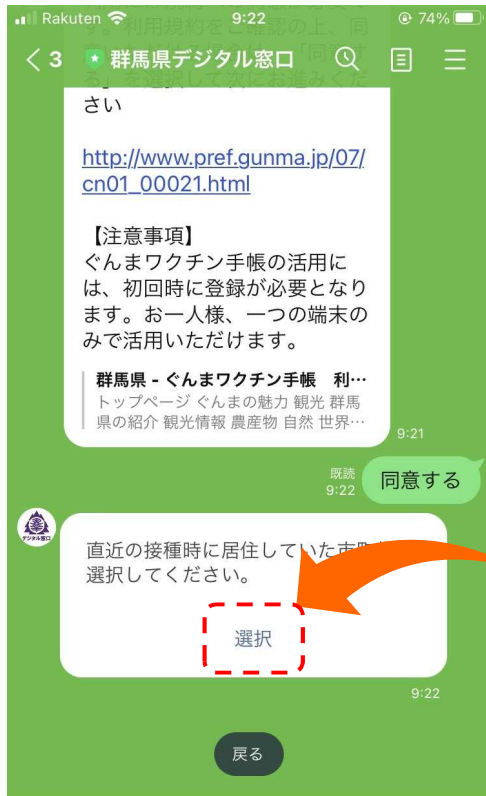 Rakuten 9:22 74%
3 群馬県デジタル窓口
さい
http://www.pref.gunma.jp/07/
cn01_00021.html
【注意事項】
ぐんまワクチン手帳の活用に
は、初回時に登録が必要となり
ます。お一人様、一つの端末の
みで活用いただけます。
群馬県 - ぐんまワクチン手帳 利…
トップページ ぐんまの魅力 観光 群馬
県の紹介 観光情報 農産物 自然 世界…
9:21
既読
9:22
同意する
デジタル窓口
直近の接種時に居住していた市町
選択してください。
選択
9:22
戻る